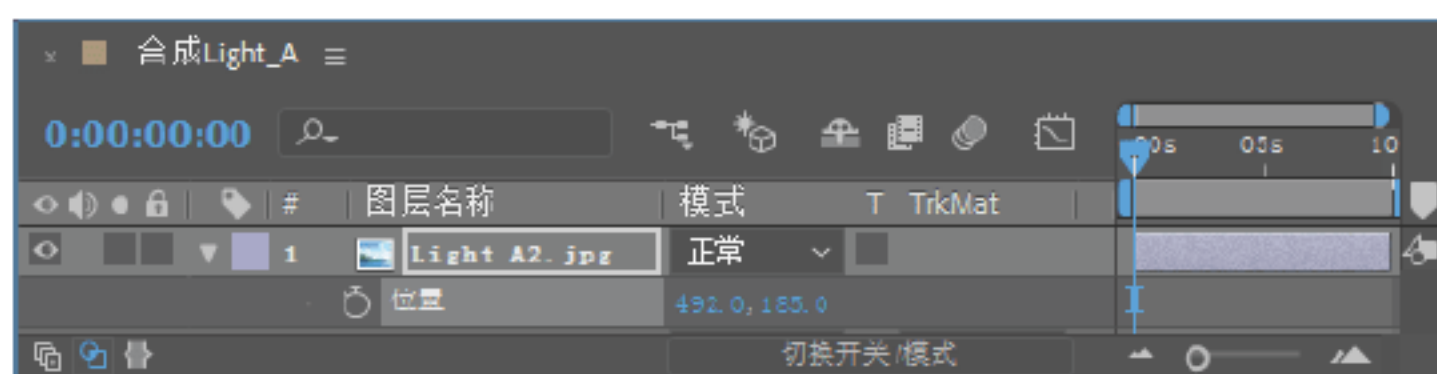 合成Light_A
0:00:00:00
00s 05s 10
# 图层名称 模式 T TrkMat
1 Light A2.jpg 正常
位置 492.0,185.0
切换开关/模式